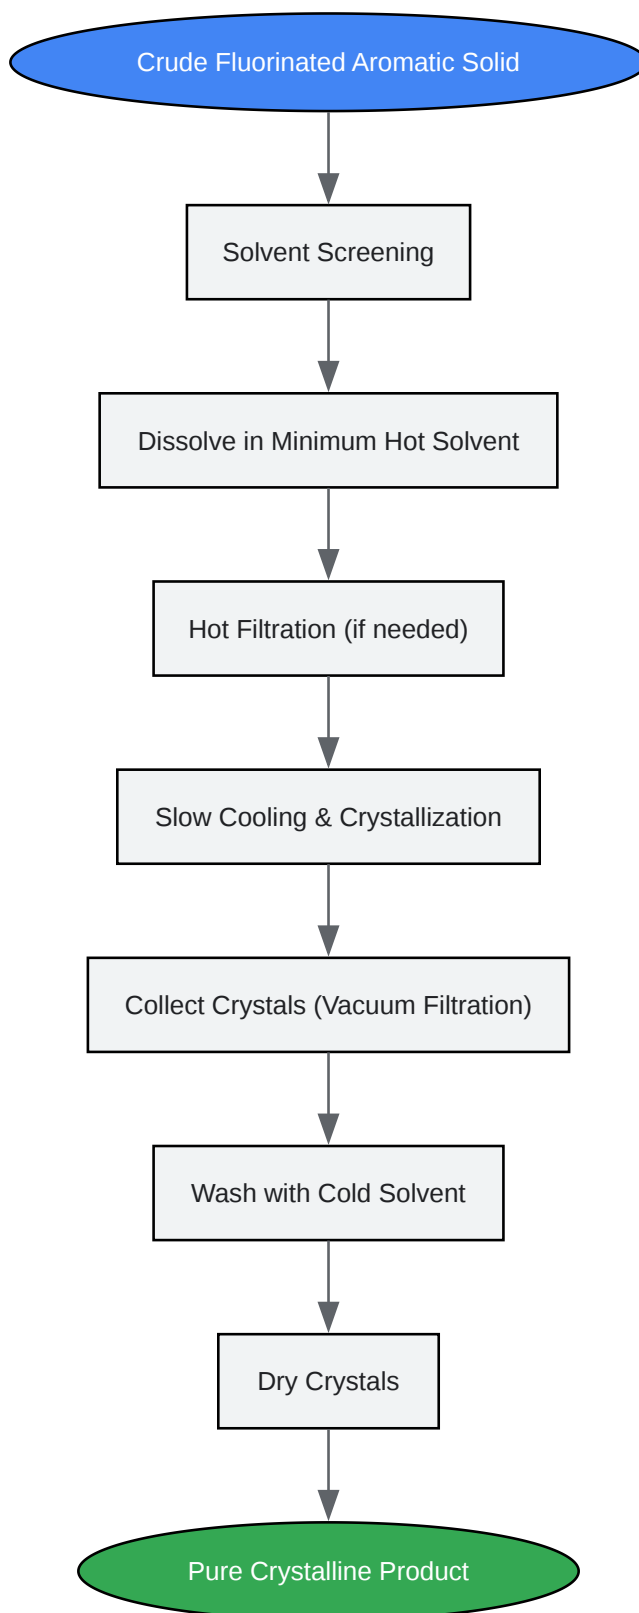 Crude Fluorinated Aromatic Solid
Solvent Screening
Dissolve in Minimum Hot Solvent
Hot Filtration (if needed)
Slow Cooling & Crystallization
Collect Crystals (Vacuum Filtration)
Wash with Cold Solvent
Dry Crystals
Pure Crystalline Product